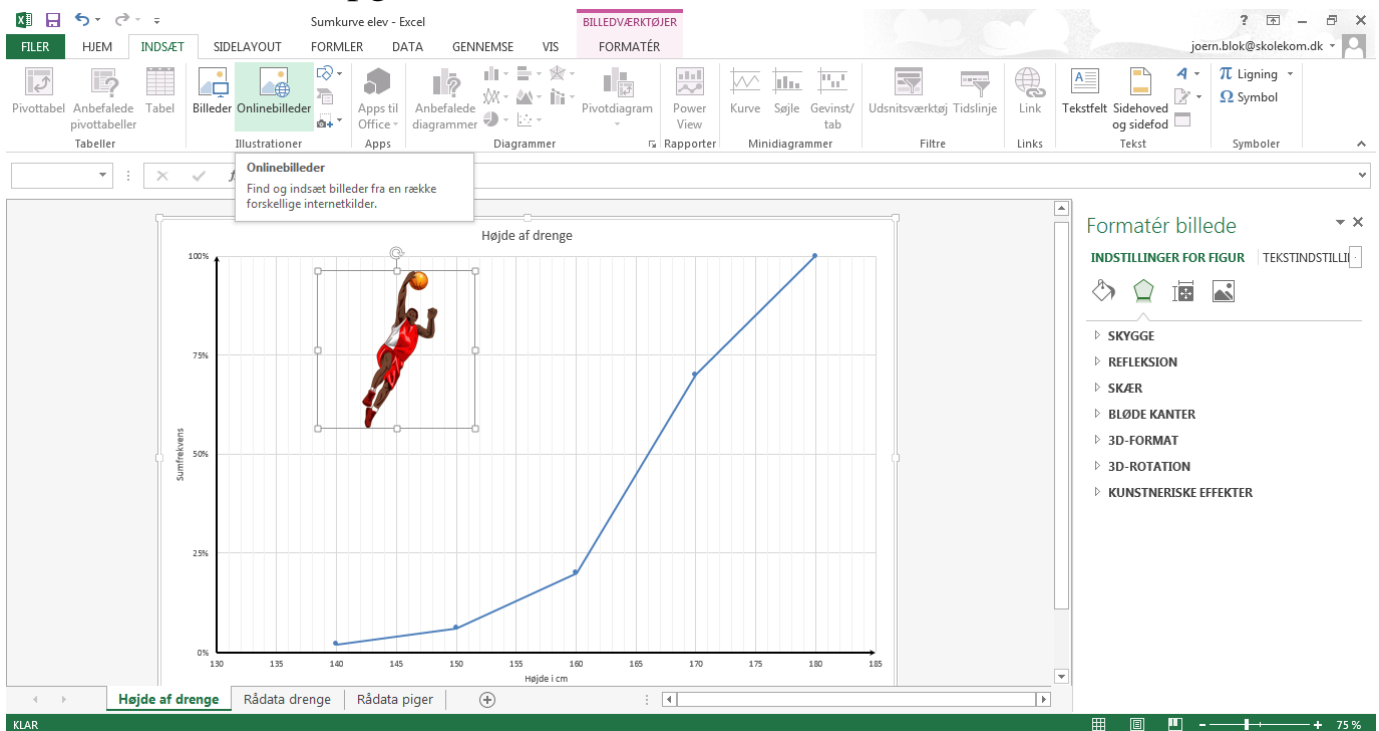 Sumkurve elev - Excel
BILLEDVÆRKTØJER
FILER HJEM INDSÆT SIDELAYOUT FORMLER DATA GENNEMSE VIS FORMATÉR
joern.blok@skolekom.dk
Pivottabel Anbefalede pivottabeller Tabel
Billeder Onlinebilleder
Apps til Office
Anbefalede diagrammer
Pivotdiagram
Power View
Kurve Søjle Gevinst/ tab
Udsnitsværktøj Tidslinje
Link
Tekstfelt Sidehoved og sidefod
π Ligning
Ω Symbol
Tabeller Illustrationer Apps Diagrammer Rapporter Minidiagrammer Filtre Links Tekst Symboler
Onlinebilleder
Find og indsæt billeder fra en række
forskellige internetkilder.
Højde af drenge
100%
75%
50%
25%
0%
Sumfrekvens
130 135 140 145 150 155 160 165 170 175 180 185
Højde i cm
Formatér billede
INDSTILLINGER FOR FIGUR
SKYGGE
REFLEKSION
SKÆR
BLØDE KANTER
3D-FORMAT
3D-ROTATION
KUNSTNERISKE EFFEKTER
Højde af drenge Rådata drenge Rådata piger
KLAR
75 %